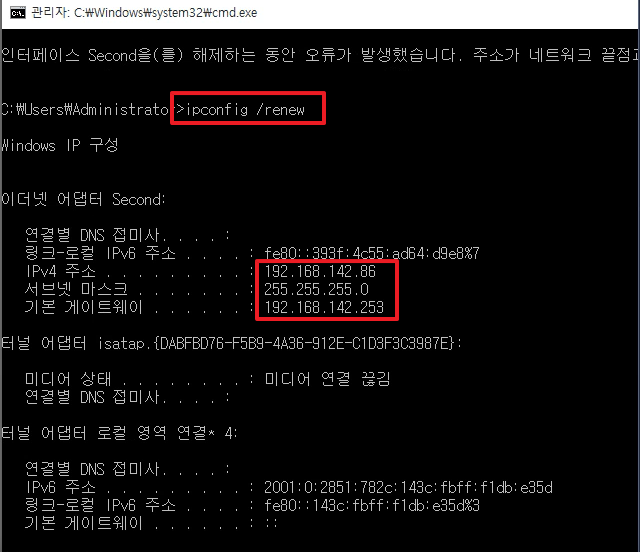 관리자: C:\Windows\system32\cmd.exe
인터페이스 Second을(를) 해제하는 동안 오류가 발생했습니다. 주소가 네트워크 끝점
C:\Users\Administrator>ipconfig /renew
Windows IP 구성
이더넷 어댑터 Second:
연결별 DNS 접미사. . . . :
링크-로컬 IPv6 주소 . . . . : fe80::393f:4c55:ad64:d9e8%7
IPv4 주소 . . . . . . . . . : 192.168.142.86
서브넷 마스크 . . . . . . . : 255.255.255.0
기본 게이트웨이 . . . . . . : 192.168.142.253
터널 어댑터 isatap.{DABFBD76-F5B9-4A36-912E-C1D3F3C3987E}:
미디어 상태 . . . . . . . . : 미디어 연결 끊김
연결별 DNS 접미사. . . . :
터널 어댑터 로컬 영역 연결* 4:
연결별 DNS 접미사. . . . :
IPv6 주소 . . . . . . . . . : 2001:0:2851:782c:143c:fbff:f1db:e35d
링크-로컬 IPv6 주소 . . . . : fe80::143c:fbff:f1db:e35d%3
기본 게이트웨이 . . . . . . : ::